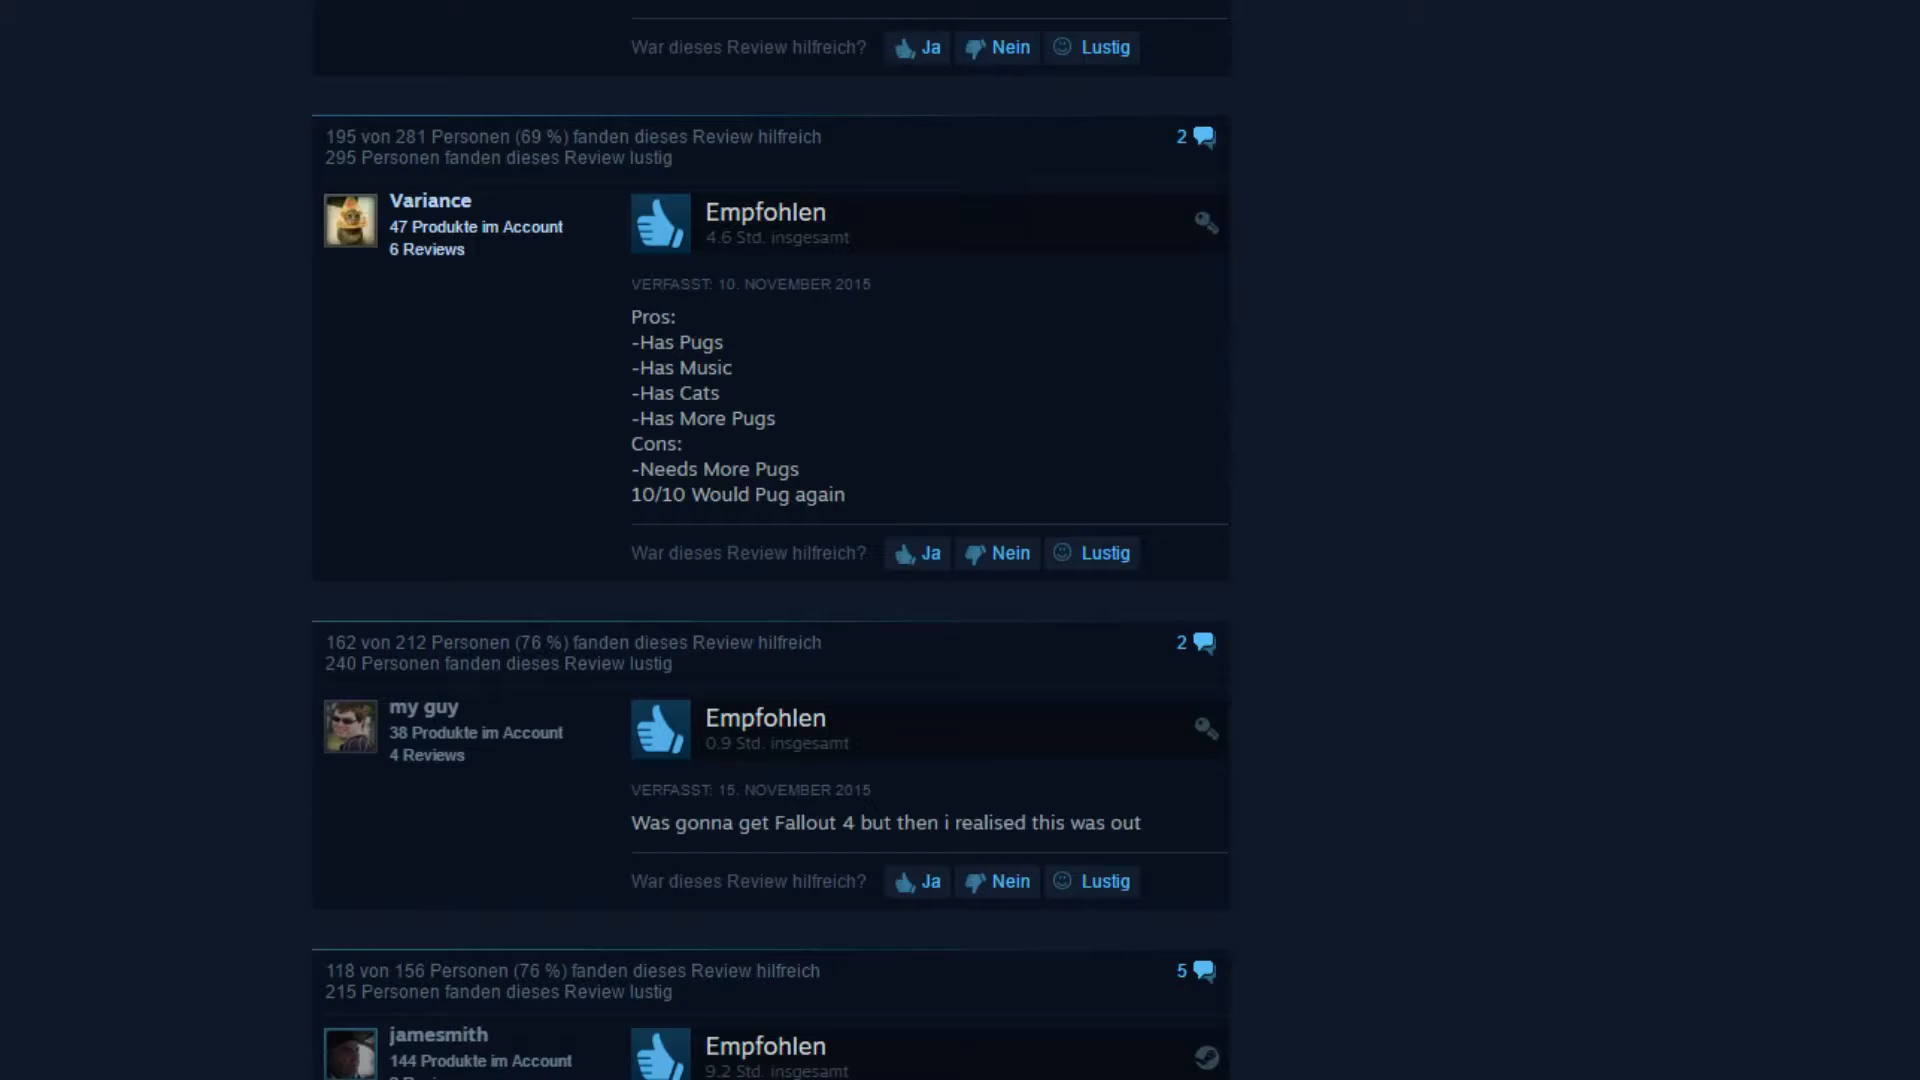 War dieses Review hilfreich? Ja Nein Lustig
195 von 281 Personen (69 %) fanden dieses Review hilfreich 2
295 Personen fanden dieses Review lustig
Variance
47 Produkte im Account
6 Reviews
Empfohlen
4.6 Std. insgesamt
VERFASST: 10. NOVEMBER 2015
Pros:
-Has Pugs
-Has Music
-Has Cats
-Has More Pugs
Cons:
-Needs More Pugs
10/10 Would Pug again
War dieses Review hilfreich? Ja Nein Lustig
162 von 212 Personen (76 %) fanden dieses Review hilfreich 2
240 Personen fanden dieses Review lustig
my guy
38 Produkte im Account
4 Reviews
Empfohlen
0.9 Std. insgesamt
VERFASST: 15. NOVEMBER 2015
Was gonna get Fallout 4 but then i realised this was out
War dieses Review hilfreich? Ja Nein Lustig
118 von 156 Personen (76 %) fanden dieses Review hilfreich 5
215 Personen fanden dieses Review lustig
jamesmith
144 Produkte im Account
Empfohlen
9.2 Std. insgesamt